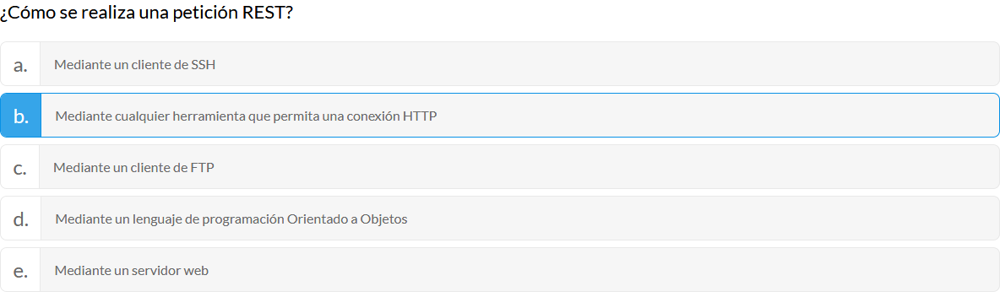 ¿Cómo se realiza una petición REST?
a. Mediante un cliente de SSH
b. Mediante cualquier herramienta que permita una conexión HTTP
c. Mediante un cliente de FTP
d. Mediante un lenguaje de programación Orientado a Objetos
e. Mediante un servidor web